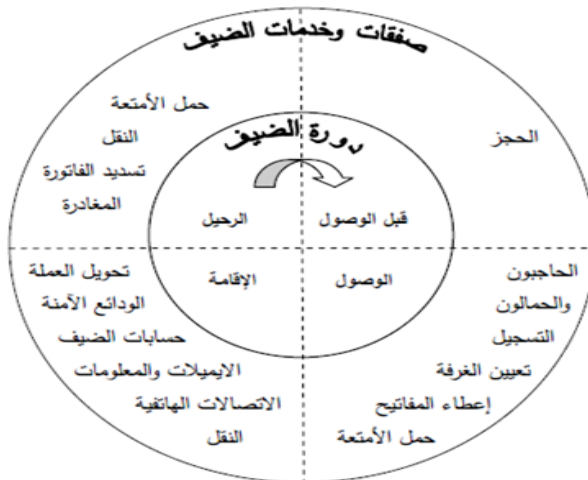 صفقات وخدمات الضيف
دورة الضيف
قبل الوصول
الحجز
الوصول
الحاجبون
والحمالون
التسجيل
تعيين الغرفة
إعطاء المفاتيح
حمل الأمتعة
الإقامة
تحويل العملة
الودائع الآمنة
حسابات الضيف
الايميلات والمعلومات
الاتصالات الهاتفية
النقل
الرحيل
حمل الأمتعة
النقل
تسديد الفاتورة
المغادرة